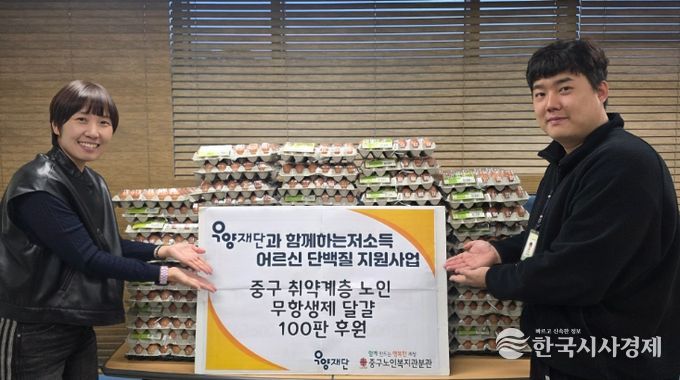 우양재단과 함께하는저소득
어르신 단백질 지원사업
중구 취약계층 노인
무항생제 달걀
100판 후원
우양재단
함께 만드는 행복한 세상
중구노인복지관분관
빠르고 신속한 정보
한국시사경제